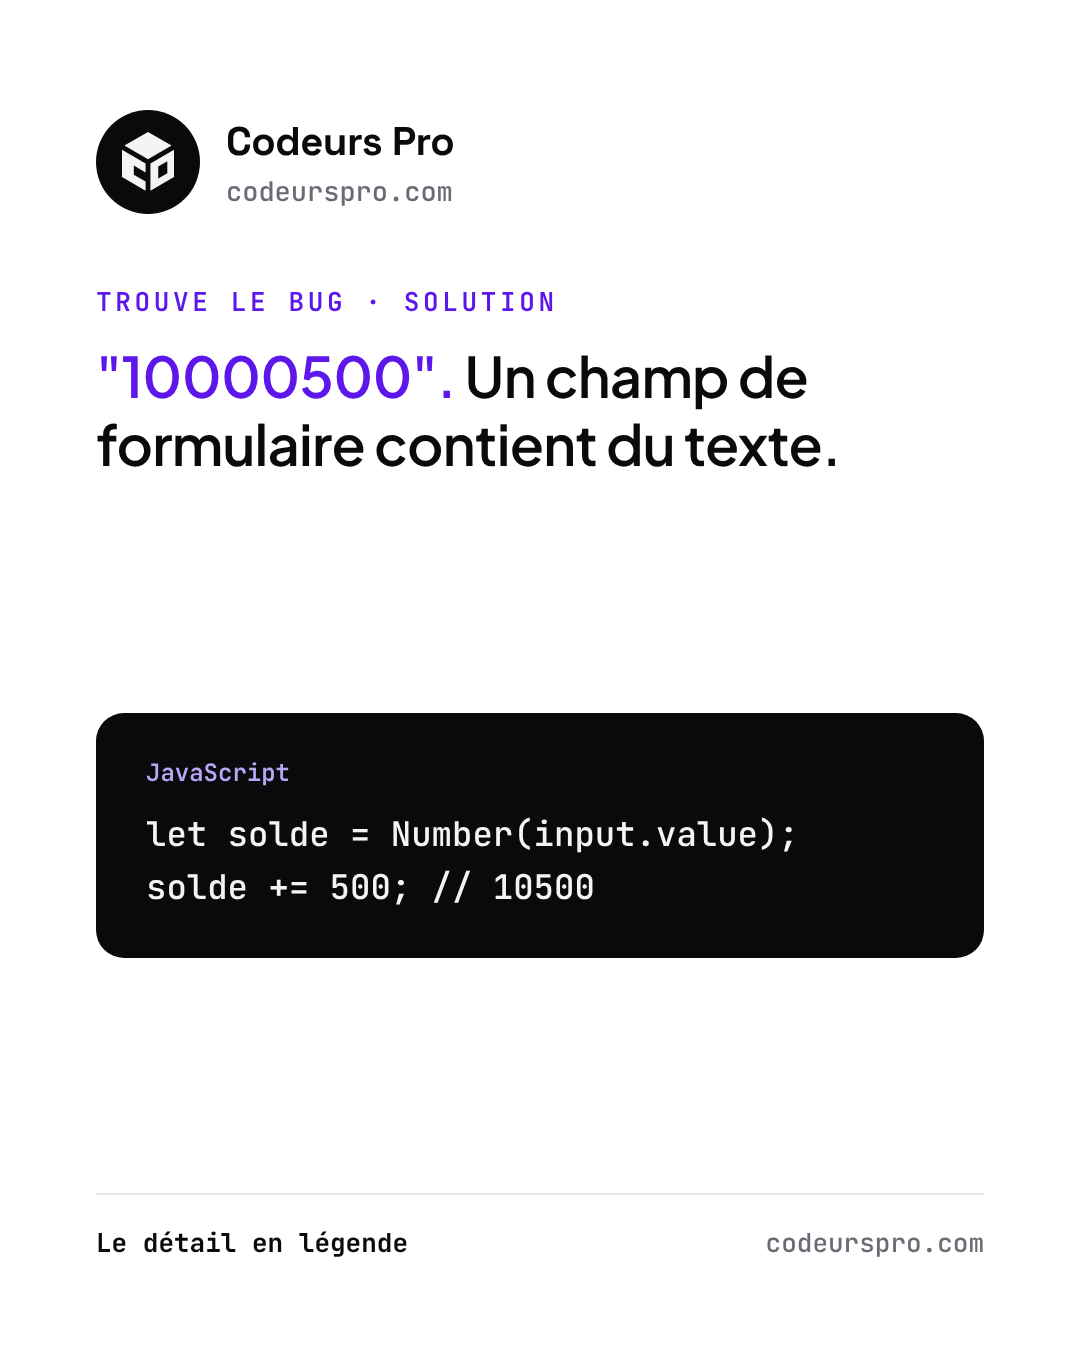 Codeurs Pro
codeurspro.com
TROUVE LE BUG · SOLUTION
"10000500". Un champ de
formulaire contient du texte.
JavaScript
let solde = Number(input.value);
solde += 500; // 10500
Le détail en légende
codeurspro.com